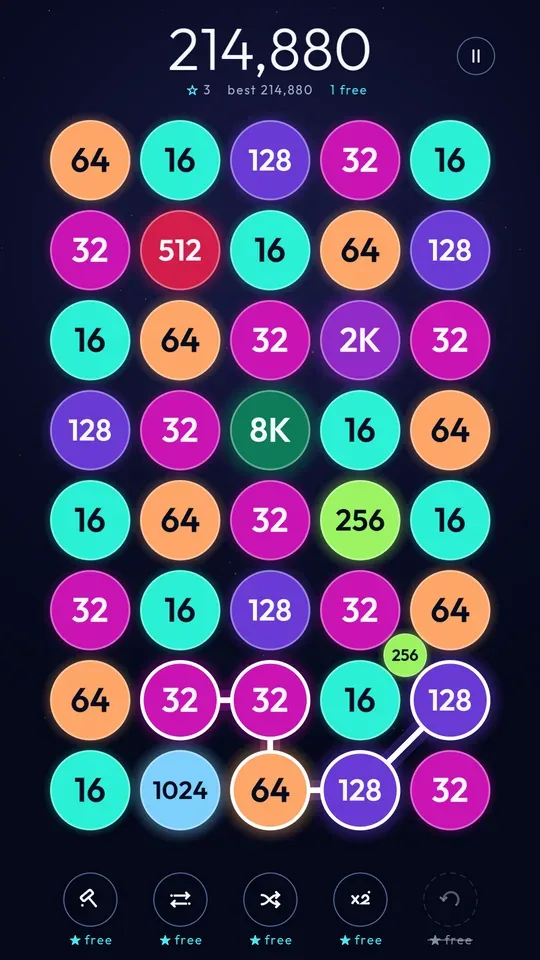 214,880
3 best 214,880 1 free
64 16 128 32 16
32 512 16 64 128
16 64 32 2K 32
128 32 8K 16 64
16 64 32 256 16
32 16 128 32 64
256
64 32 32 16 128
16 1024 64 128 32
x2
free free free free free